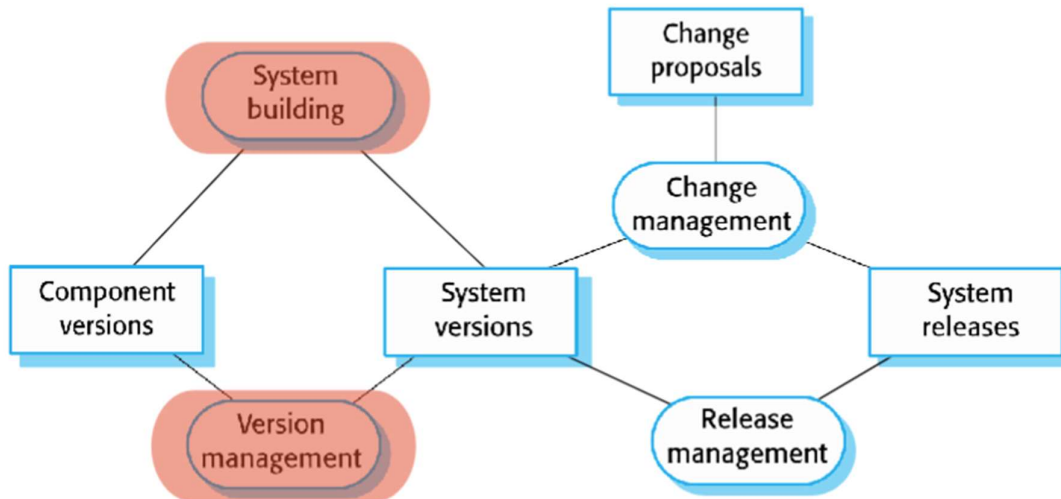 System
building
Change
proposals
Change
management
Component
versions
System
versions
System
releases
Version
management
Release
management